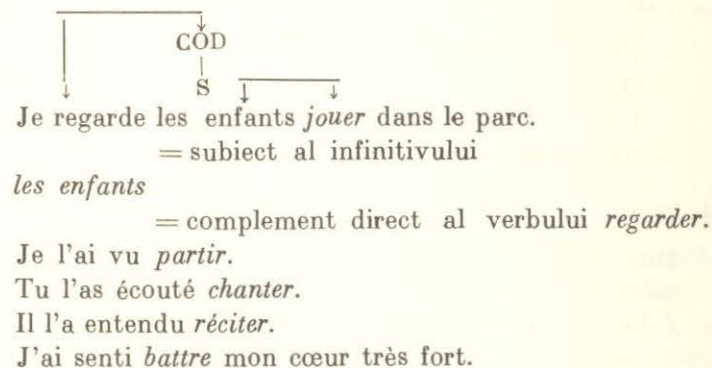 COD
S
Je regarde les enfants jouer dans le parc.
= subiect al infinitivului
les enfants
= complement direct al verbului regarder.
Je l'ai vu partir.
Tu l'as écouté chanter.
Il l'a entendu réciter.
J'ai senti battre mon cœur très fort.